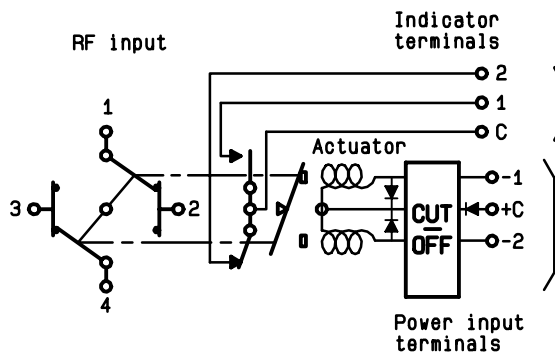 Indicator
terminals
RF input
2
1
C
1
Actuator
3
2
CUT
OFF
-1
+C
-2
4
Power input
terminals